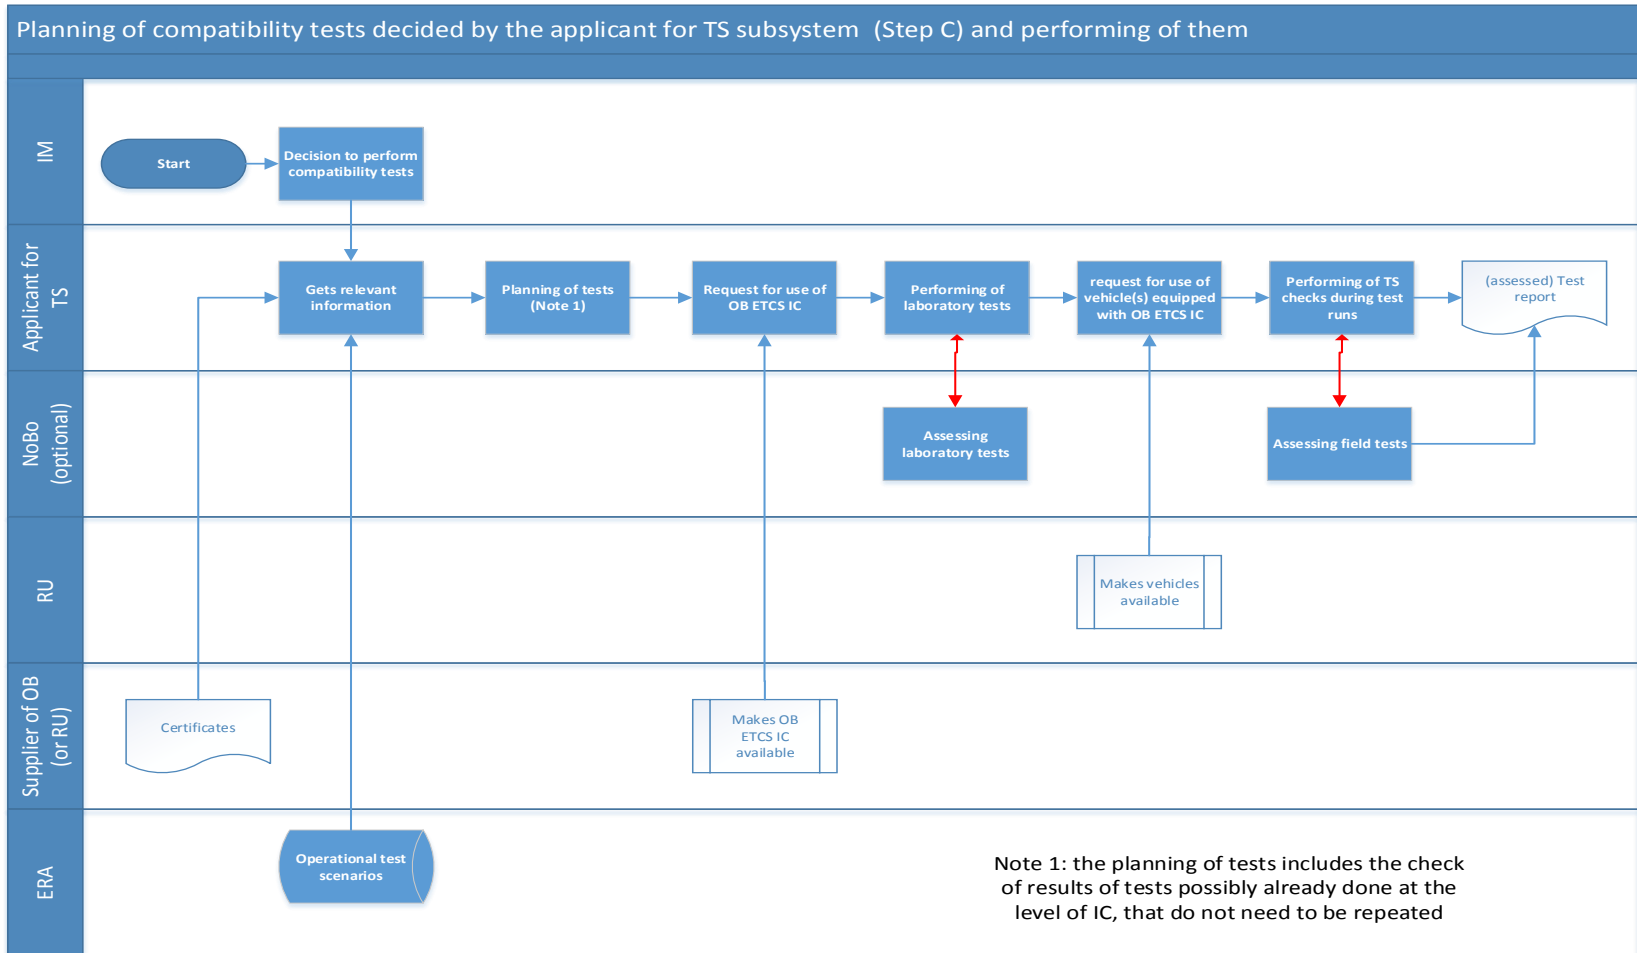 Planning of compatibility tests decided by the applicant for TS subsystem (Step C) and performing of them
IM
Start
Decision to perform
compatibility tests
Applicant for
TS
Gets relevant
information
Planning of tests
(Note 1)
Request for use of
OB ETCS IC
Performing of
laboratory tests
request for use of
vehicle(s) equipped
with OB ETCS IC
Performing of TS
checks during test
runs
(assessed) Test
report
NoBo
(optional)
Assessing
laboratory tests
Assessing field tests
RU
Makes vehicles
available
Supplier of OB
(or RU)
Certificates
Makes OB
ETCS IC
available
ERA
Operational test
scenarios
Note 1: the planning of tests includes the check
of results of tests possibly already done at the
level of IC, that do not need to be repeated